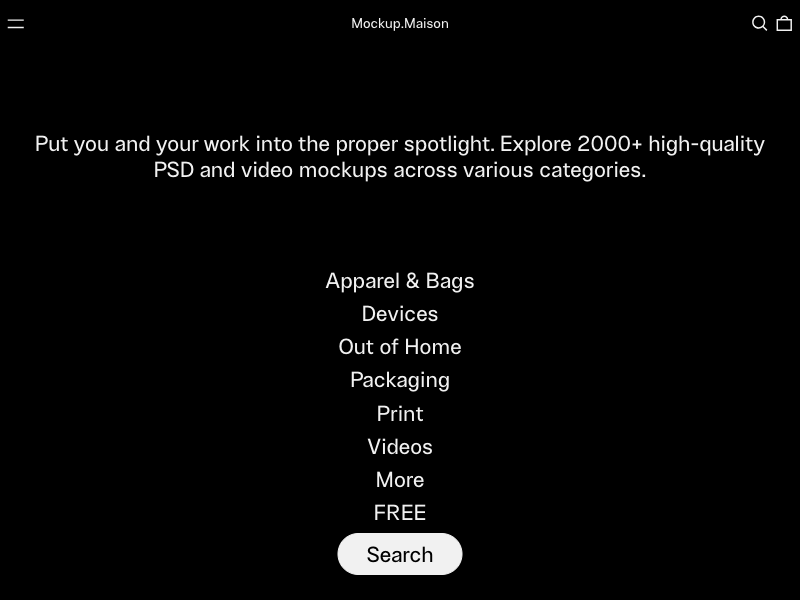 Mockup.Maison
Put you and your work into the proper spotlight. Explore 2000+ high-quality
PSD and video mockups across various categories.
Apparel & Bags
Devices
Out of Home
Packaging
Print
Videos
More
FREE
Search